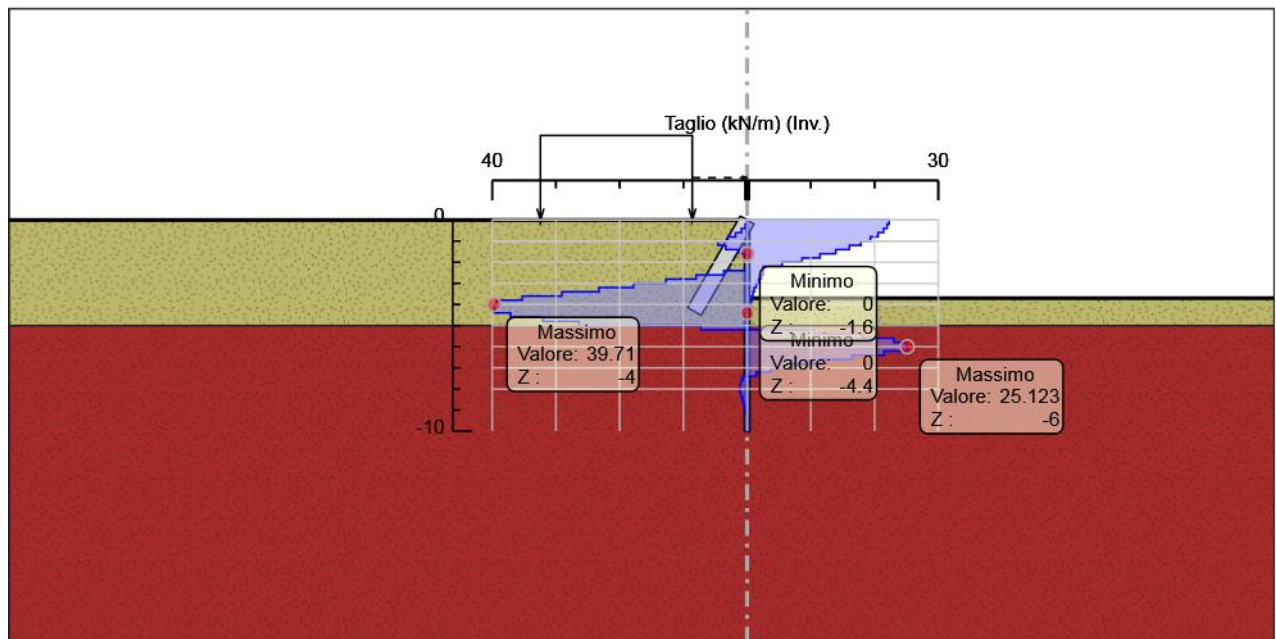 Taglio (kN/m) (Inv.)
40
30
0
Minimo
Valore: 0
Z : -1.6
Massimo
Valore: 39.71
Z : -4
Minimo
Valore: 0
Z : -4.4
Massimo
Valore: 25.123
Z : -6
-10